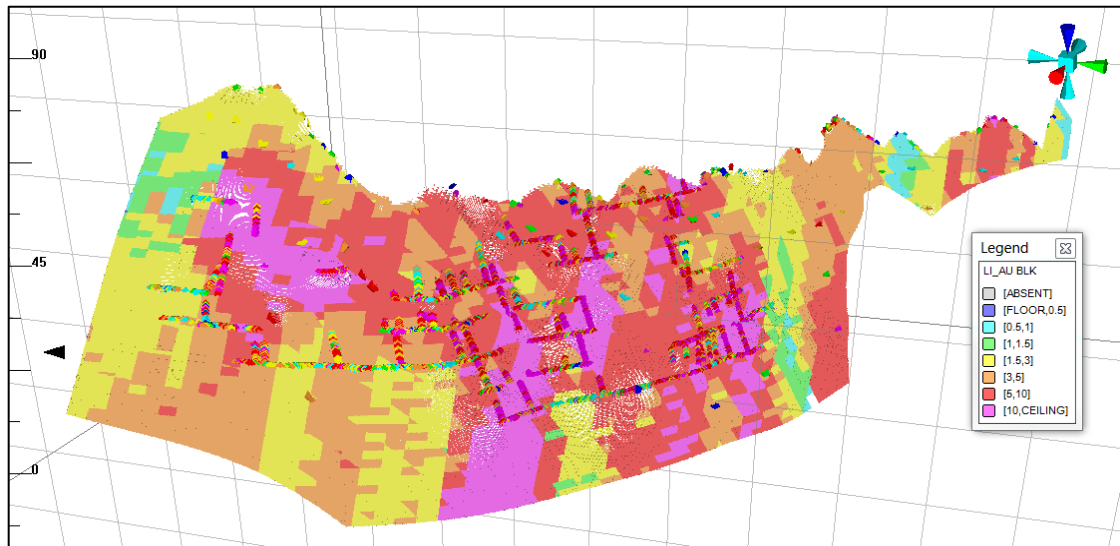 90
45
0
Legend
LI_AU BLK
[ABSENT]
[FLOOR,0.5]
[0.5,1]
[1,1.5]
[1.5,3]
[3,5]
[5,10]
[10,CEILING]